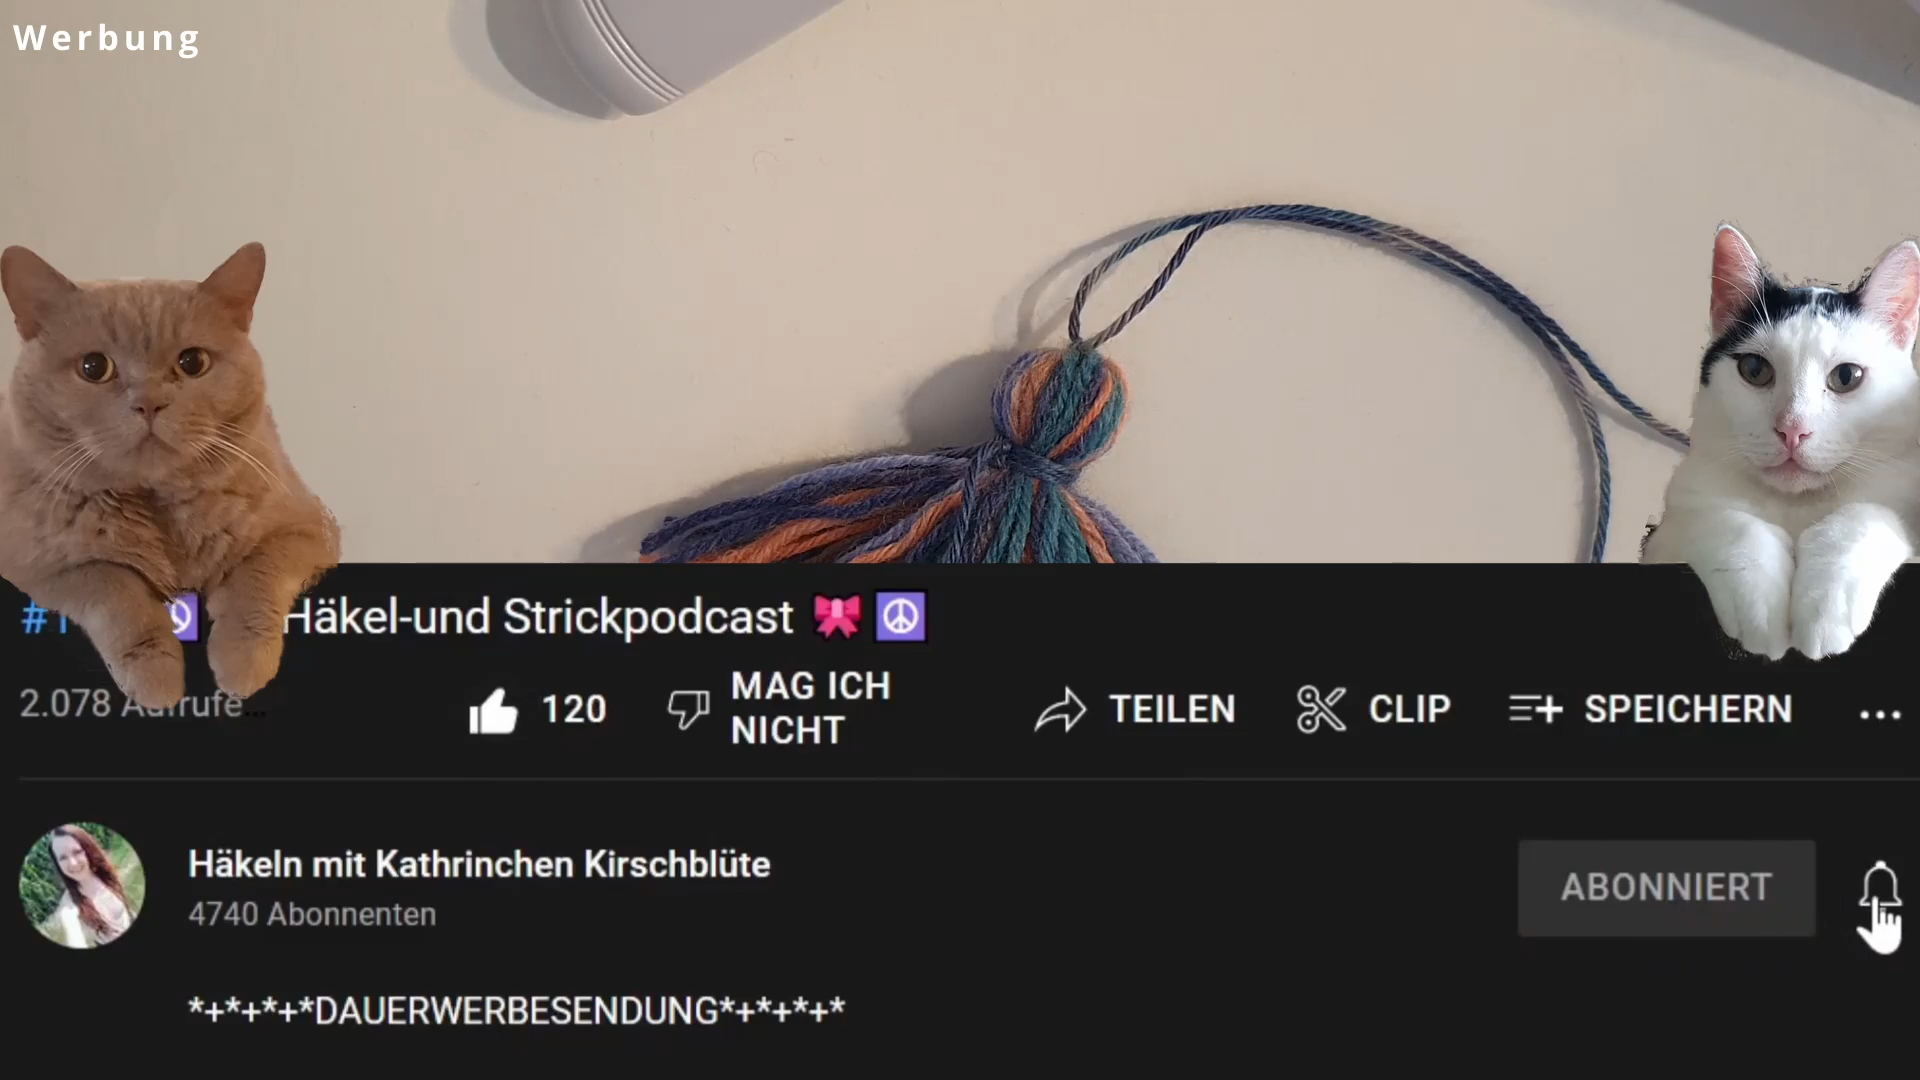 Werbung
Häkel-und Strickpodcast 🎀 ☮️
2.078 Aufrufe...
120
MAG ICH
NICHT
TEILEN
CLIP
SPEICHERN
Häkeln mit Kathrinchen Kirschblüte
4740 Abonnenten
ABONNIERT
*+*+*+*DAUERWERBESENDUNG*+*+*+*